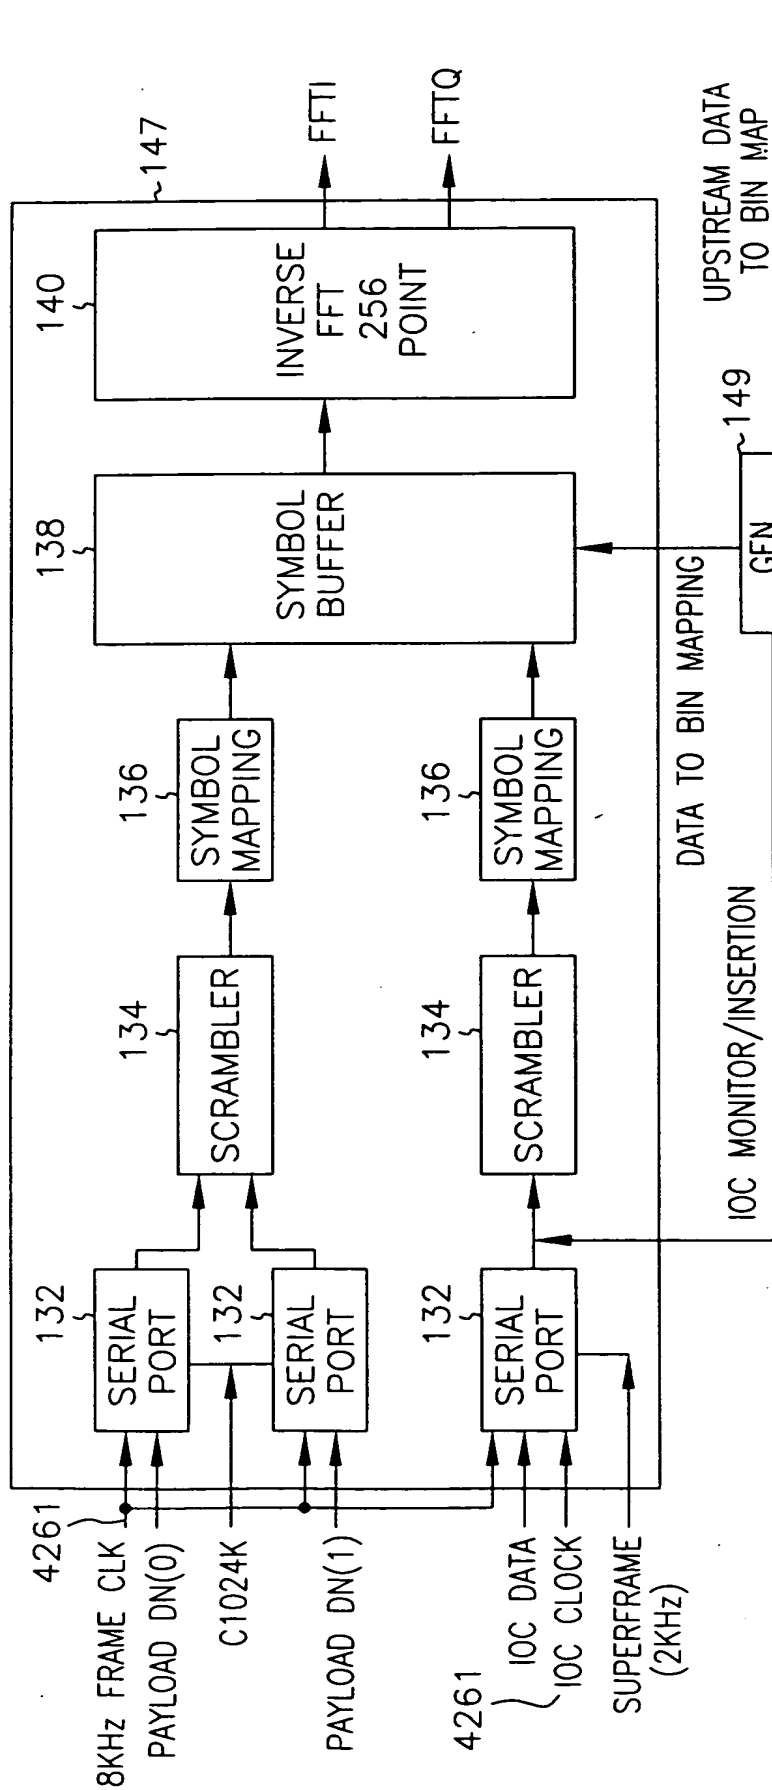 4261
8KHz FRAME CLK
PAYLOAD DN(0)
C1024K
PAYLOAD DN(1)
4261
IOC DATA
IOC CLOCK
SUPERFRAME
(2KHz)
132
SERIAL
PORT
132
SERIAL
PORT
132
SERIAL
PORT
134
SCRAMBLER
134
SCRAMBLER
IOC MONITOR/INSERTION
136
SYMBOL
MAPPING
136
SYMBOL
MAPPING
DATA TO BIN MAPPING
138
SYMBOL
BUFFER
140
INVERSE
FFT
256
POINT
147
FFTI
FFTQ
149
GEN
UPSTREAM DATA
TO BIN MAP